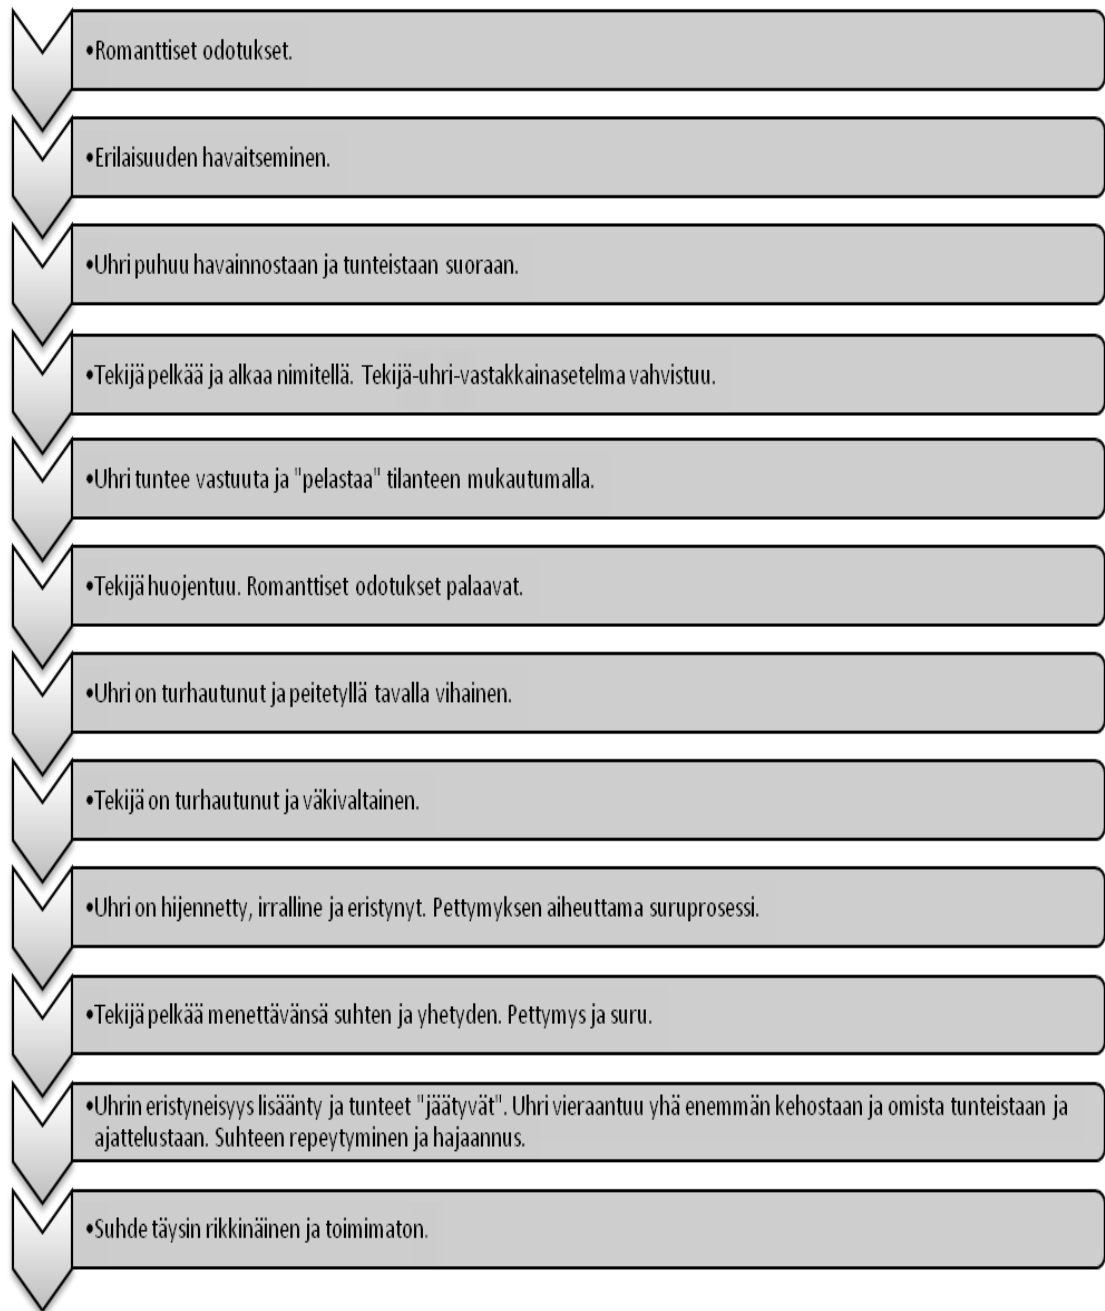 •Romanttiset odotukset.
•Erilaisuuden havaitseminen.
•Uhri puhuu havainnostaan ja tunteistaan suoraan.
•Tekijä pelkää ja alkaa nimitellä. Tekijä-uhri-vastakkainasetelma vahvistuu.
•Uhri tuntee vastuuta ja "pelastaa" tilanteen mukautumalla.
•Tekijä huojentuu. Romanttiset odotukset palaavat.
•Uhri on turhautunut ja peitetyllä tavalla vihainen.
•Tekijä on turhautunut ja väkivaltainen.
•Uhri on hijennetty, irralline ja eristynyt. Pettymyksen aiheuttama suruprosessi.
•Tekijä pelkää menettävänsä suhten ja yhetyden. Pettymys ja suru.
•Uhrin eristyneisyys lisäänty ja tunteet "jäätyvät". Uhri vieraantuu yhä enemmän kehostaan ja omista tunteistaan ja
ajattelustaan. Suhteen repeytyminen ja hajaannus.
•Suhde täysin rikkinäinen ja toimimaton.